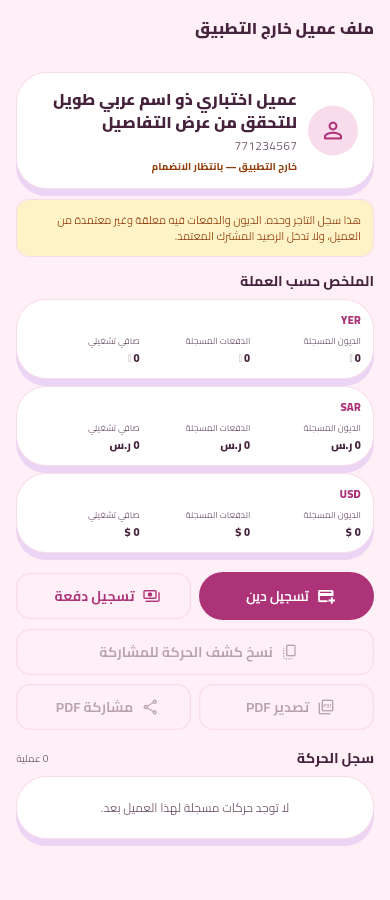 ملف عميل خارج التطبيق
عميل اختباري ذو اسم عربي طويل
للتحقق من عرض التفاصيل
771234567
خارج التطبيق — بانتظار الانضمام
هذا سجل التاجر وحده. الديون والدفعات فيه معلقة وغير معتمدة من
العميل، ولا تدخل الرصيد المشترك المعتمد.
الملخص حسب العملة
YER
الديون المسجلة
الدفعات المسجلة
صافي تشغيلي
0
0
0
SAR
الديون المسجلة
الدفعات المسجلة
صافي تشغيلي
0 ر.س
0 ر.س
0 ر.س
USD
الديون المسجلة
الدفعات المسجلة
صافي تشغيلي
0 $
0 $
0 $
تسجيل دين
تسجيل دفعة
نسخ كشف الحركة للمشاركة
تصدير PDF
مشاركة PDF
سجل الحركة
0 عملية
لا توجد حركات مسجلة لهذا العميل بعد.